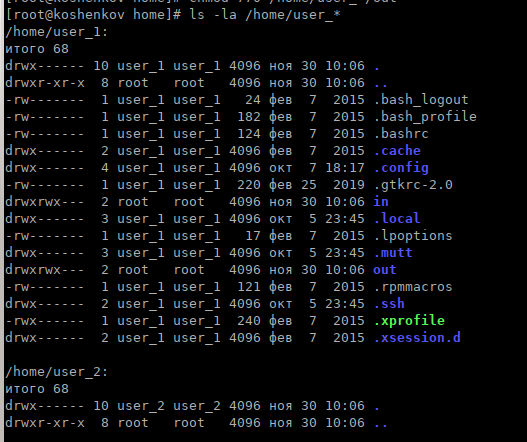 [root@koshenkov home]# chmod 770 /home/user_*/out
[root@koshenkov home]# ls -la /home/user_*
/home/user_1:
итого 68
drwx------ 10 user_1 user_1 4096 ноя 30 10:06 .
drwxr-xr-x  8 root   root   4096 ноя 30 10:06 ..
-rw-------  1 user_1 user_1   24 фев  7  2015 .bash_logout
-rw-------  1 user_1 user_1  182 фев  7  2015 .bash_profile
-rw-------  1 user_1 user_1  124 фев  7  2015 .bashrc
drwx------  2 user_1 user_1 4096 фев  7  2015 .cache
drwx------  4 user_1 user_1 4096 окт  7 18:17 .config
-rw-------  1 user_1 user_1  220 фев 25  2019 .gtkrc-2.0
drwxrwx---  2 root   root   4096 ноя 30 10:06 in
drwx------  3 user_1 user_1 4096 окт  5 23:45 .local
-rw-------  1 user_1 user_1   17 фев  7  2015 .lpoptions
drwx------  3 user_1 user_1 4096 окт  5 23:45 .mutt
drwxrwx---  2 root   root   4096 ноя 30 10:06 out
-rw-------  1 user_1 user_1  121 фев  7  2015 .rpmmacros
drwx------  2 user_1 user_1 4096 окт  5 23:45 .ssh
-rwx------  1 user_1 user_1  240 фев  7  2015 .xprofile
drwx------  2 user_1 user_1 4096 фев  7  2015 .xsession.d
/home/user_2:
итого 68
drwx------ 10 user_2 user_2 4096 ноя 30 10:06 .
drwxr-xr-x  8 root   root   4096 ноя 30 10:06 ..